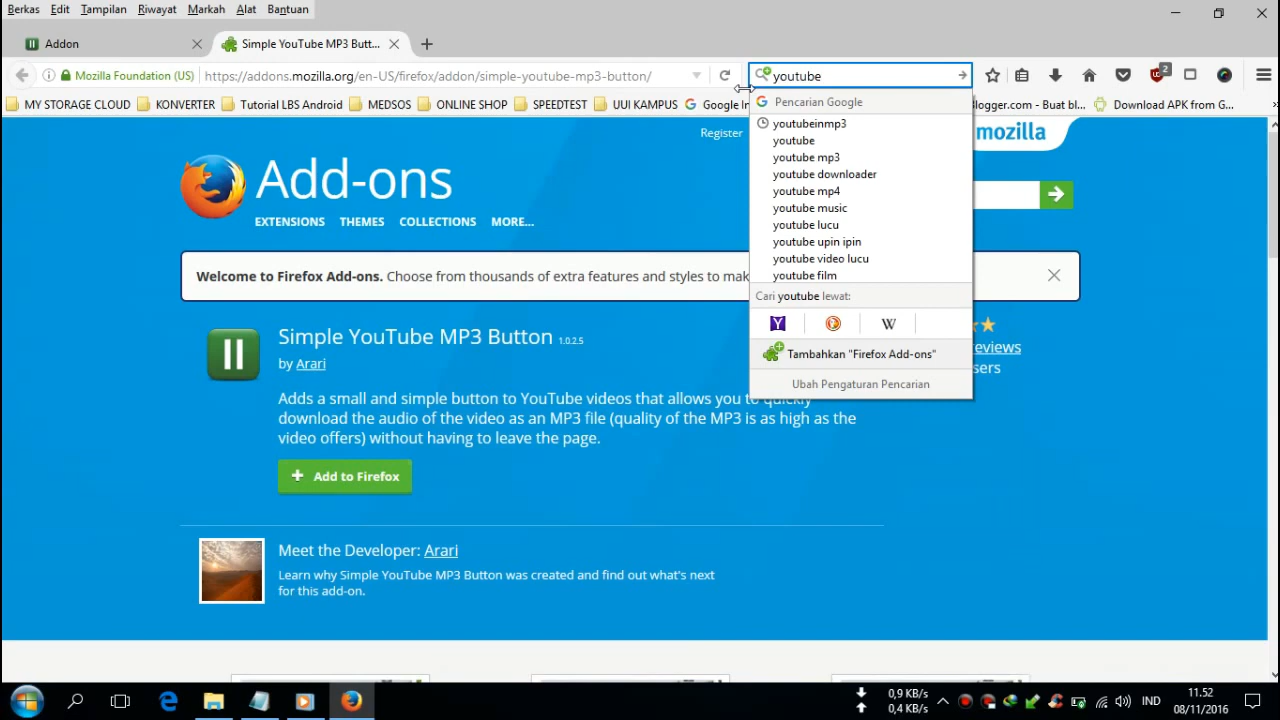 Berkas Edit Tampilan Riwayat Markah Alat Bantuan
Addon Simple YouTube MP3 Butt...
Mozilla Foundation (US) https://addons.mozilla.org/en-US/firefox/addon/simple-youtube-mp3-button/ youtube 2
MY STORAGE CLOUD KONVERTER Tutorial LBS Android MEDSOS ONLINE SHOP SPEEDTEST UUI KAMPUS Google In logger.com - Buat bl... Download APK from G...
Pencarian Google
youtubeinmp3
youtube
youtube mp3
youtube downloader
youtube mp4
youtube music
youtube lucu
youtube upin ipin
youtube video lucu
youtube film
Cari youtube lewat:
Tambahkan "Firefox Add-ons"
Ubah Pengaturan Pencarian
Register mozilla
Add-ons
EXTENSIONS THEMES COLLECTIONS MORE...
Welcome to Firefox Add-ons. Choose from thousands of extra features and styles to mak
Simple YouTube MP3 Button 1.0.2.5
by Arari
eviews
sers
Adds a small and simple button to YouTube videos that allows you to quickly
download the audio of the video as an MP3 file (quality of the MP3 is as high as the
video offers) without having to leave the page.
Add to Firefox
Meet the Developer: Arari
Learn why Simple YouTube MP3 Button was created and find out what's next
for this add-on.
0,9 KB/s
0,4 KB/s
IND
11.52
08/11/2016